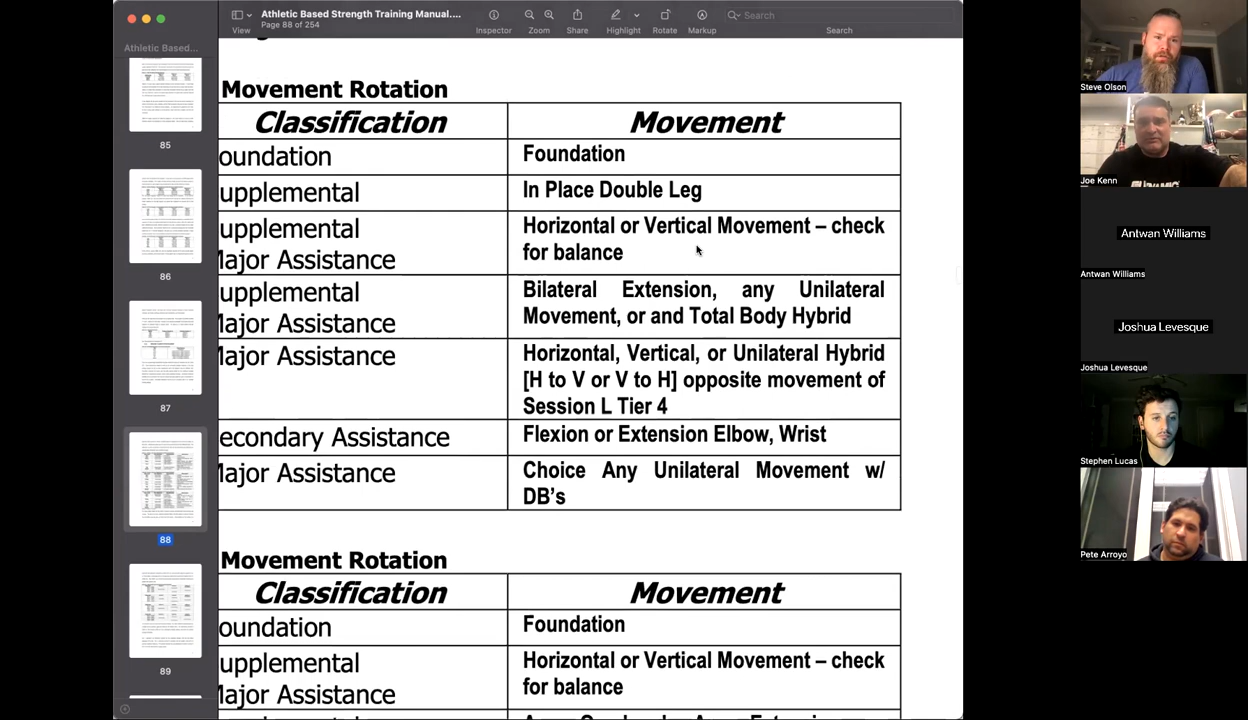 Athletic Based Strength Training Manual....
Page 88 of 254
View
Inspector
Zoom
Share
Highlight
Rotate
Markup
Search
Search
Athletic Based...
85
86
87
88
89
Movement Rotation
Classification Movement
oundation Foundation
upplemental In Place Double Leg
upplemental
Major Assistance
Horizontal or Vertical Movement – check
for balance
upplemental
Major Assistance
Bilateral Extension, any Unilateral
Movement, or and Total Body Hybrid
Major Assistance
Horizontal, Vertical, or Unilateral Hybrid
[H to V or V to H] opposite movement of
Session L Tier 4
econdary Assistance Flexion or Extension Elbow, Wrist
Major Assistance
Choice Any Unilateral Movement w/
DB's
Movement Rotation
Classification Movement
oundation Foundation
upplemental
Major Assistance
Horizontal or Vertical Movement – check
for balance
Steve Olson
Joe Kenn
Antwan Williams
Antwan Williams
Joshua Levesque
Joshua Levesque
Stephen Lucas
Pete Arroyo